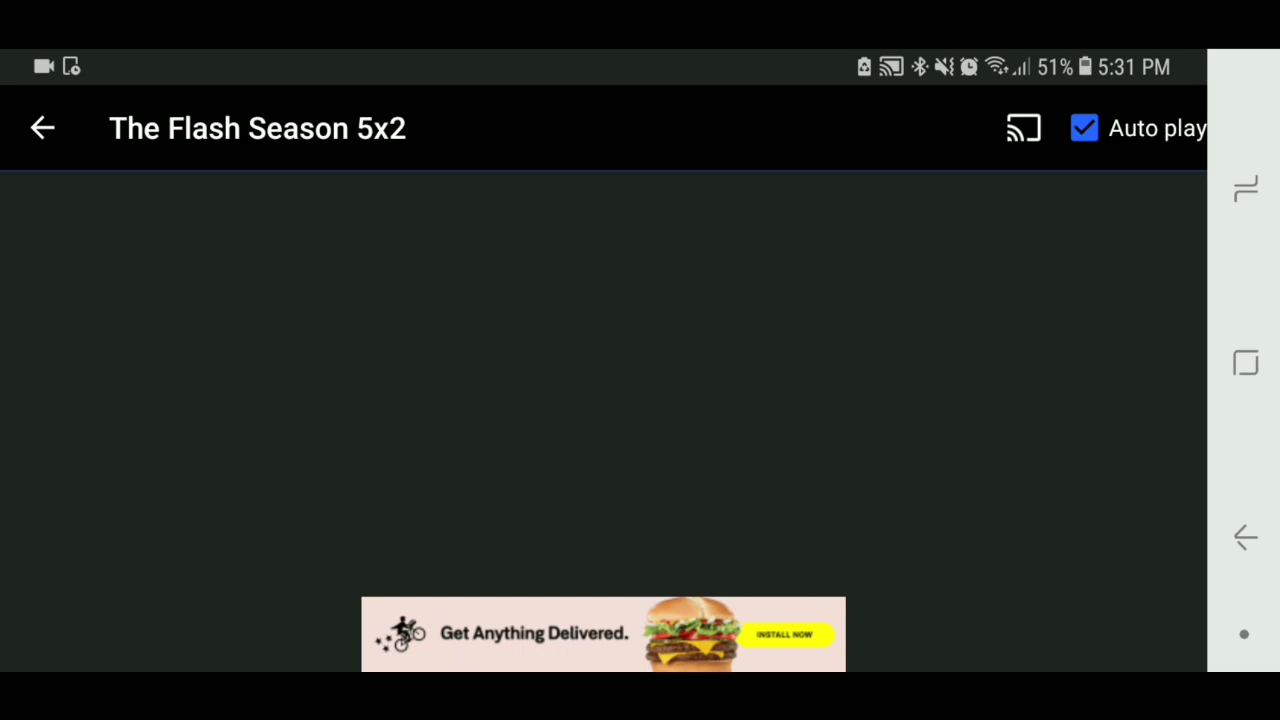 51% 5:31 PM
The Flash Season 5x2
Auto play
Get Anything Delivered.
INSTALL NOW